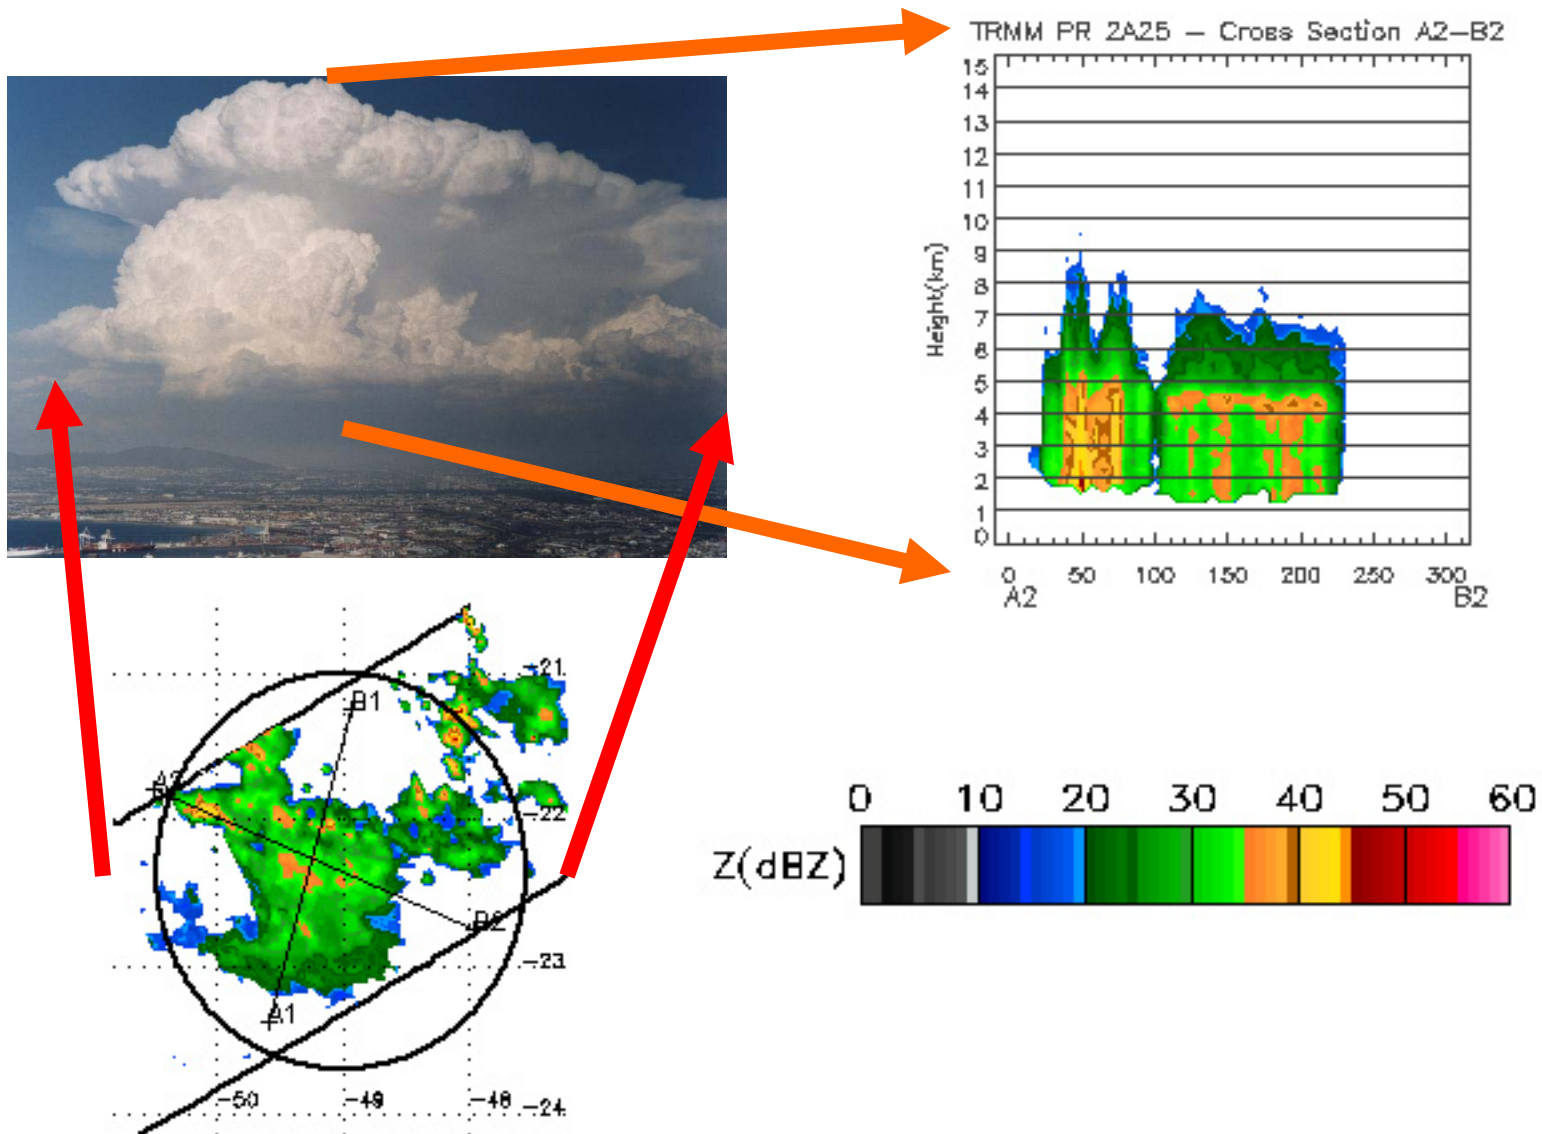 TRMM PR 2A25 – Cross Section A2–B2
15
14
13
12
11
10
9
8
7
6
5
4
3
2
1
0
Height(km)
0 50 100 150 200 250 300
A2 B2
-21
B1
A2
-22
B2
-23
A1
-50 -49 -48 -24
0 10 20 30 40 50 60
Z(dBZ)